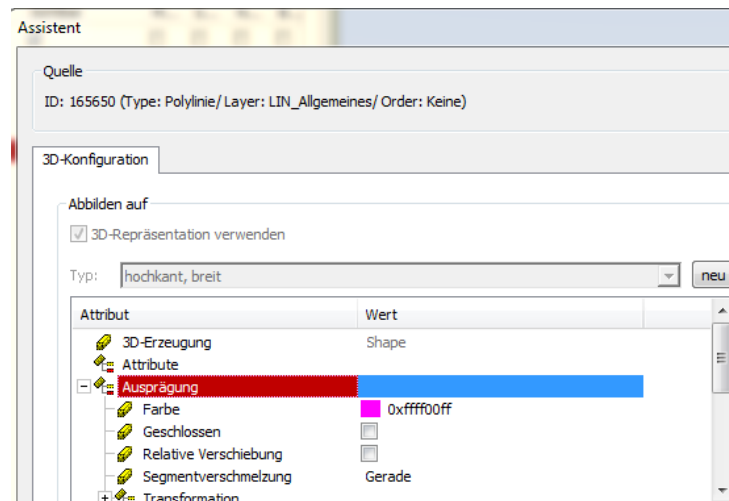 Assistent
Quelle
ID: 165650 (Type: Polylinie/ Layer: LIN_Allgemeines/ Order: Keine)
3D-Konfiguration
Abbilden auf
3D-Repräsentation verwenden
Typ: hochkant, breit neu
Attribut Wert
3D-Erzeugung Shape
Attribute
Ausprägung
Farbe 0xffff00ff
Geschlossen
Relative Verschiebung
Segmentverschmelzung Gerade
Transformation